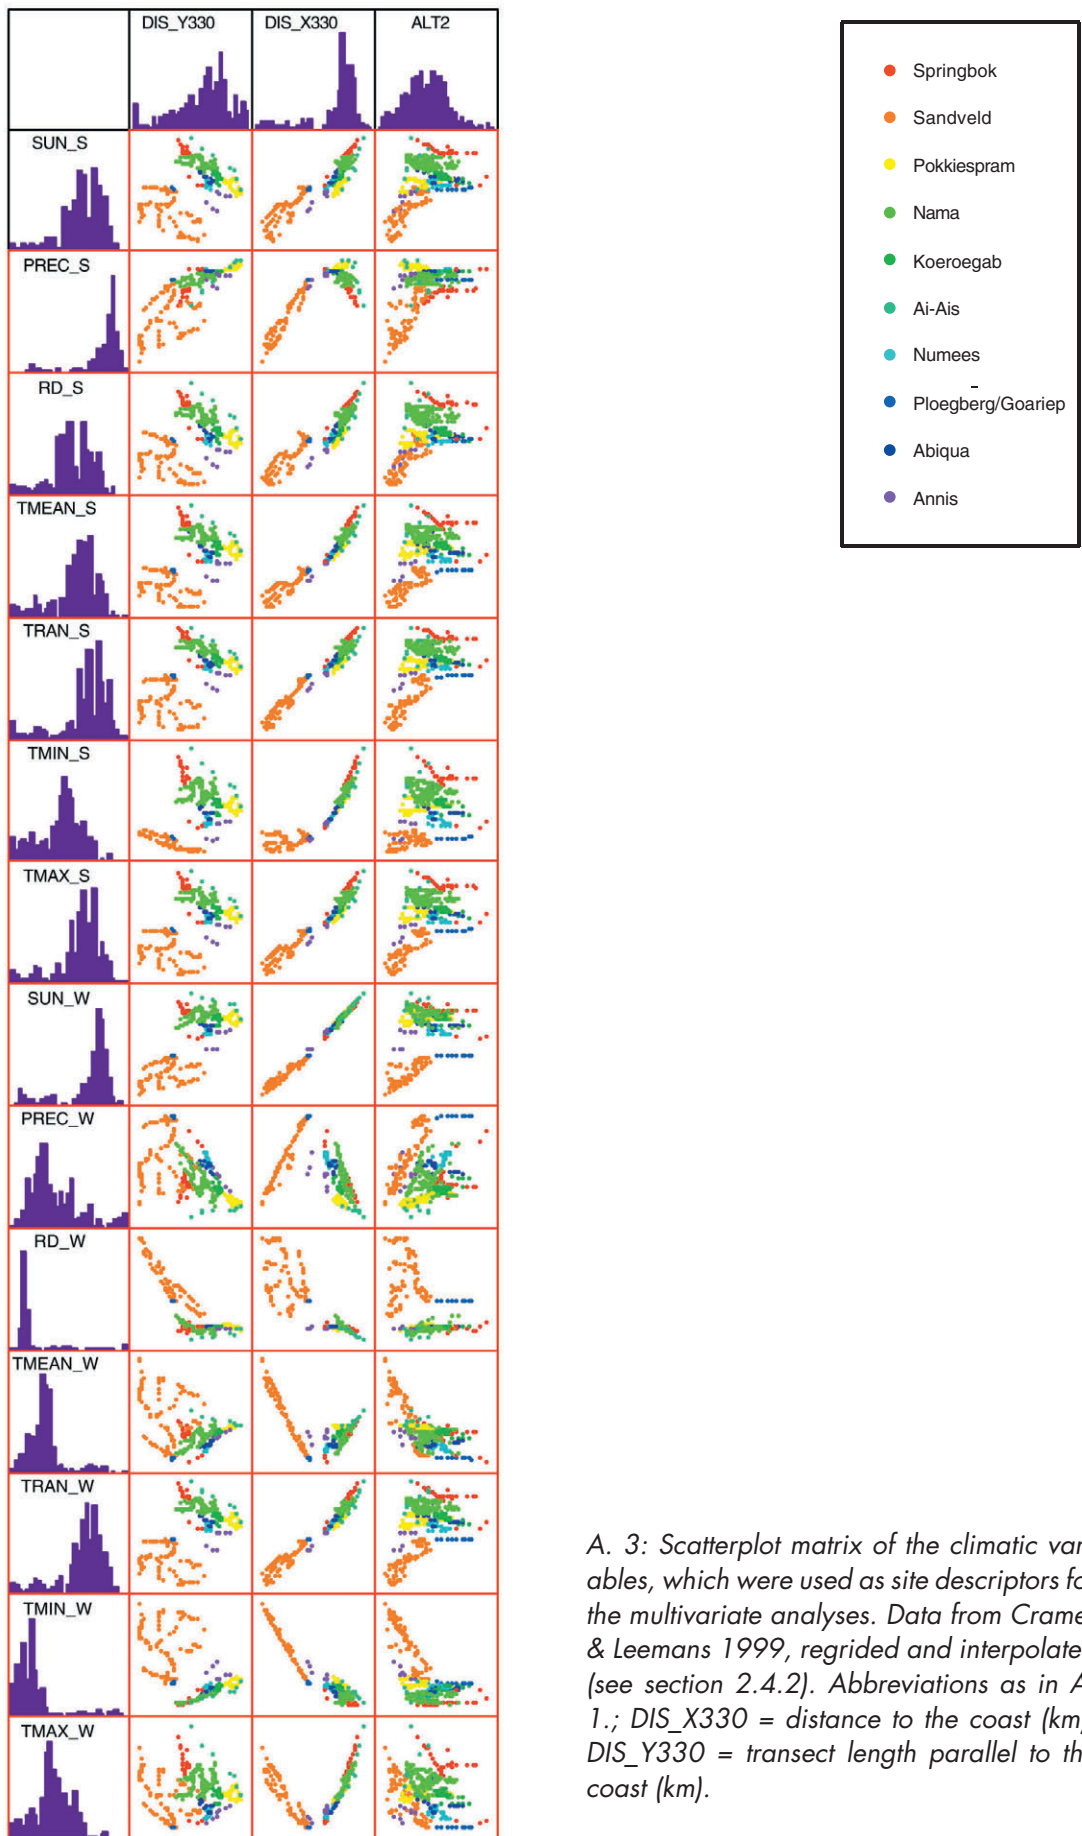 DIS_Y330 DIS_X330 ALT2
SUN_S
PREC_S
RD_S
TMEAN_S
TRAN_S
TMIN_S
TMAX_S
SUN_W
PREC_W
RD_W
TMEAN_W
TRAN_W
TMIN_W
TMAX_W
Springbok
Sandveld
Pokkiespram
Nama
Koeroegab
Ai-Ais
Numees
Ploegberg/Goariep
Abiqua
Annis
A. 3: Scatterplot matrix of the climatic vari
ables, which were used as site descriptors fo
the multivariate analyses. Data from Crame
& Leemans 1999, regrided and interpolate
(see section 2.4.2). Abbreviations as in A
1.; DIS_X330 = distance to the coast (km)
DIS_Y330 = transect length parallel to th
coast (km).